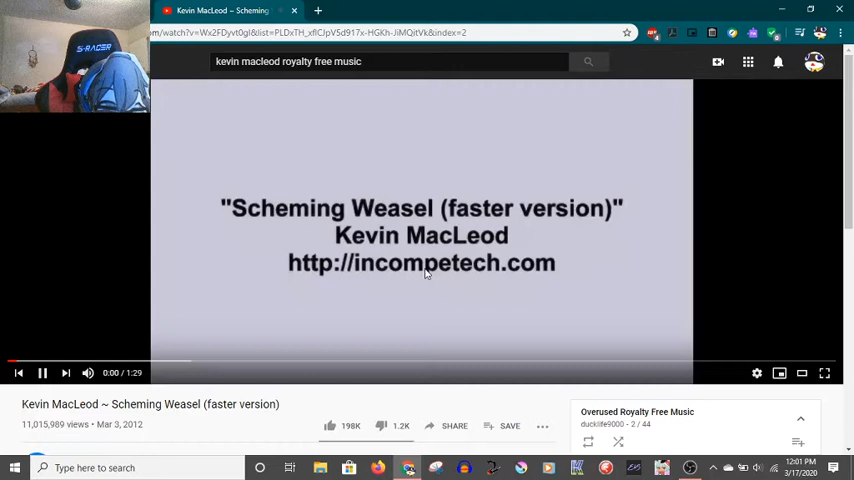 Kevin MacLeod ~ Scheming
om/watch?v=Wx2FDyvt0gI&list=PLDxTH_xflCJpV5d917x-HGKh-JiMQitVk&index=2
S-RACER
kevin macleod royalty free music
"Scheming Weasel (faster version)"
Kevin MacLeod
http://incompetech.com
0:00 / 1:29
Kevin MacLeod ~ Scheming Weasel (faster version)
11,015,989 views • Mar 3, 2012
198K
1.2K
SHARE
SAVE
Overused Royalty Free Music
ducklife9000 - 2 / 44
Type here to search
12:01 PM
3/17/2020